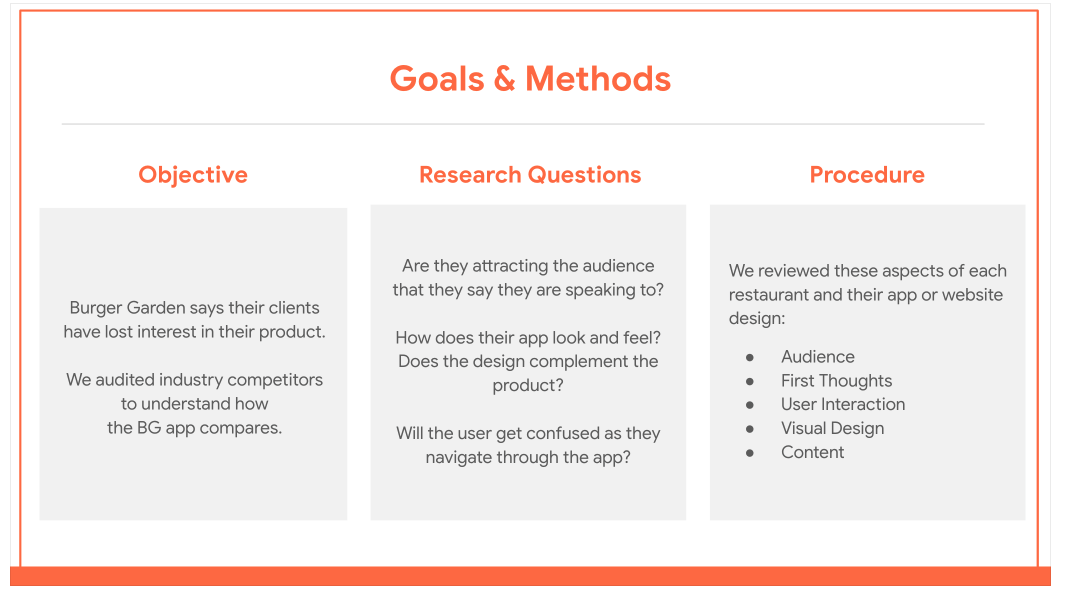 Goals & Methods
Objective
Burger Garden says their clients
have lost interest in their product.
We audited industry competitors
to understand how
the BG app compares.
Research Questions
Are they attracting the audience
that they say they are speaking to?
How does their app look and feel?
Does the design complement the
product?
Will the user get confused as they
navigate through the app?
Procedure
We reviewed these aspects of each
restaurant and their app or website
design:
● Audience
● First Thoughts
● User Interaction
● Visual Design
● Content